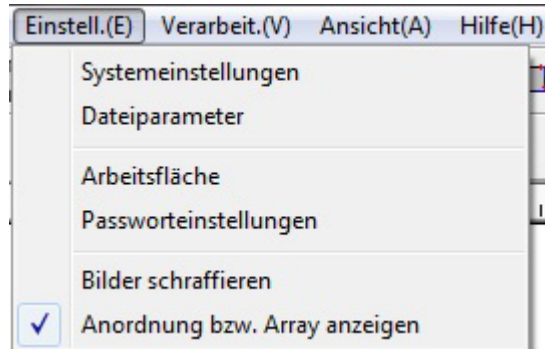 Einstell.(E) Verarbeit.(V) Ansicht(A) Hilfe(H)
Systemeinstellungen
Dateiparameter
Arbeitsfläche
Passworteinstellungen
Bilder schraffieren
Anordnung bzw. Array anzeigen